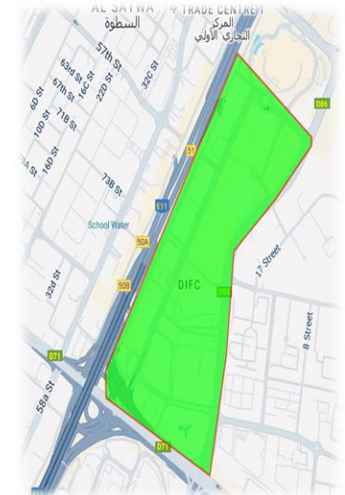 AL SATWA
السطوة
TRADE CENTRE 1
المركز
التجاري الأولي
57th St
63rd St
67th St
16C St
22D St
32C St
6D St
10D St
71B St
16D St
D86
51
73B St
E11
School Water
50A
17 Street
50B
DIFC
32d St
8 Street
D71
58a St
D71